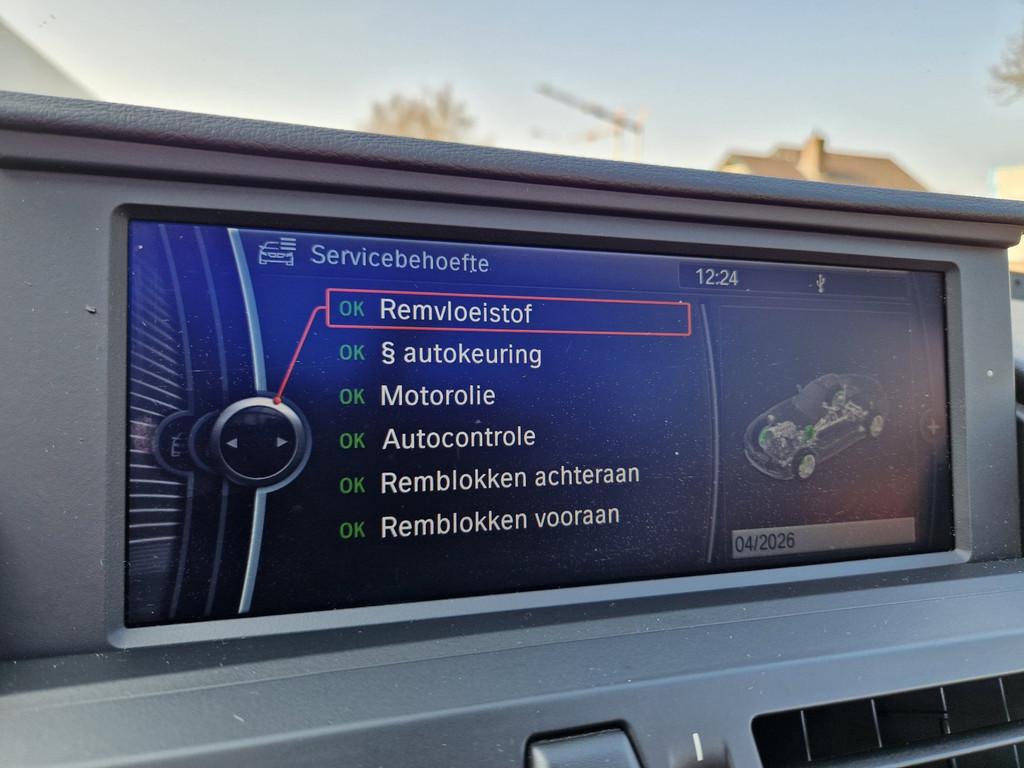 Servicebehoefte
12:24
OK Remvloeistof
OK § autokeuring
OK Motorolie
OK Autocontrole
OK Remblokken achteraan
OK Remblokken vooraan
04/2026